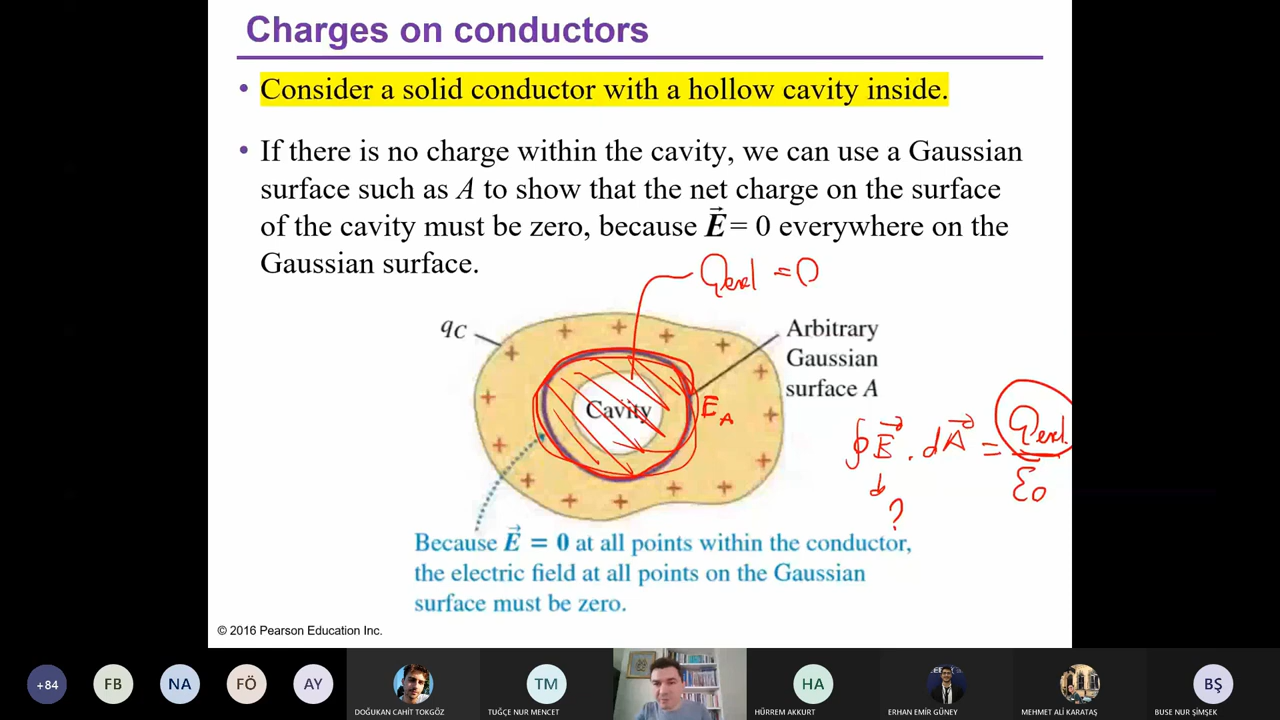 Charges on conductors
• Consider a solid conductor with a hollow cavity inside.
• If there is no charge within the cavity, we can use a Gaussian
surface such as A to show that the net charge on the surface
of the cavity must be zero, because E⃗ = 0 everywhere on the
Gaussian surface.
Qencl = 0
qC
Arbitrary
Gaussian
surface A
Cavity
EA
∮ E⃗ . dA⃗ = Qencl / ε0
?
Because E⃗ = 0 at all points within the conductor,
the electric field at all points on the Gaussian
surface must be zero.
© 2016 Pearson Education Inc.
+84
FB
NA
FÖ
AY
DOĞUKAN CAHİT TOKGÖZ
TM
TUĞÇE NUR MENCET
HA
HÜRREM AKKURT
ERHAN EMİR GÜNEY
MEHMET ALİ KARATAŞ
BŞ
BUSE NUR ŞİMŞEK